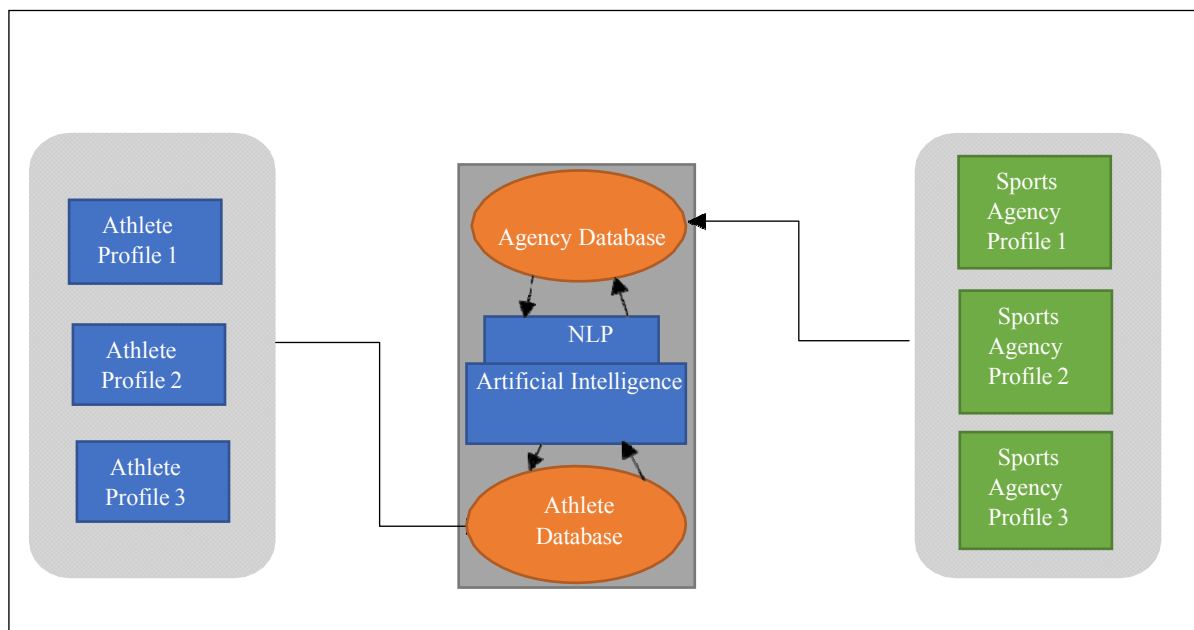 Athlete
Profile 1
Athlete
Profile 2
Athlete
Profile 3
Agency Database
NLP
Artificial Intelligence
Athlete
Database
Sports
Agency
Profile 1
Sports
Agency
Profile 2
Sports
Agency
Profile 3